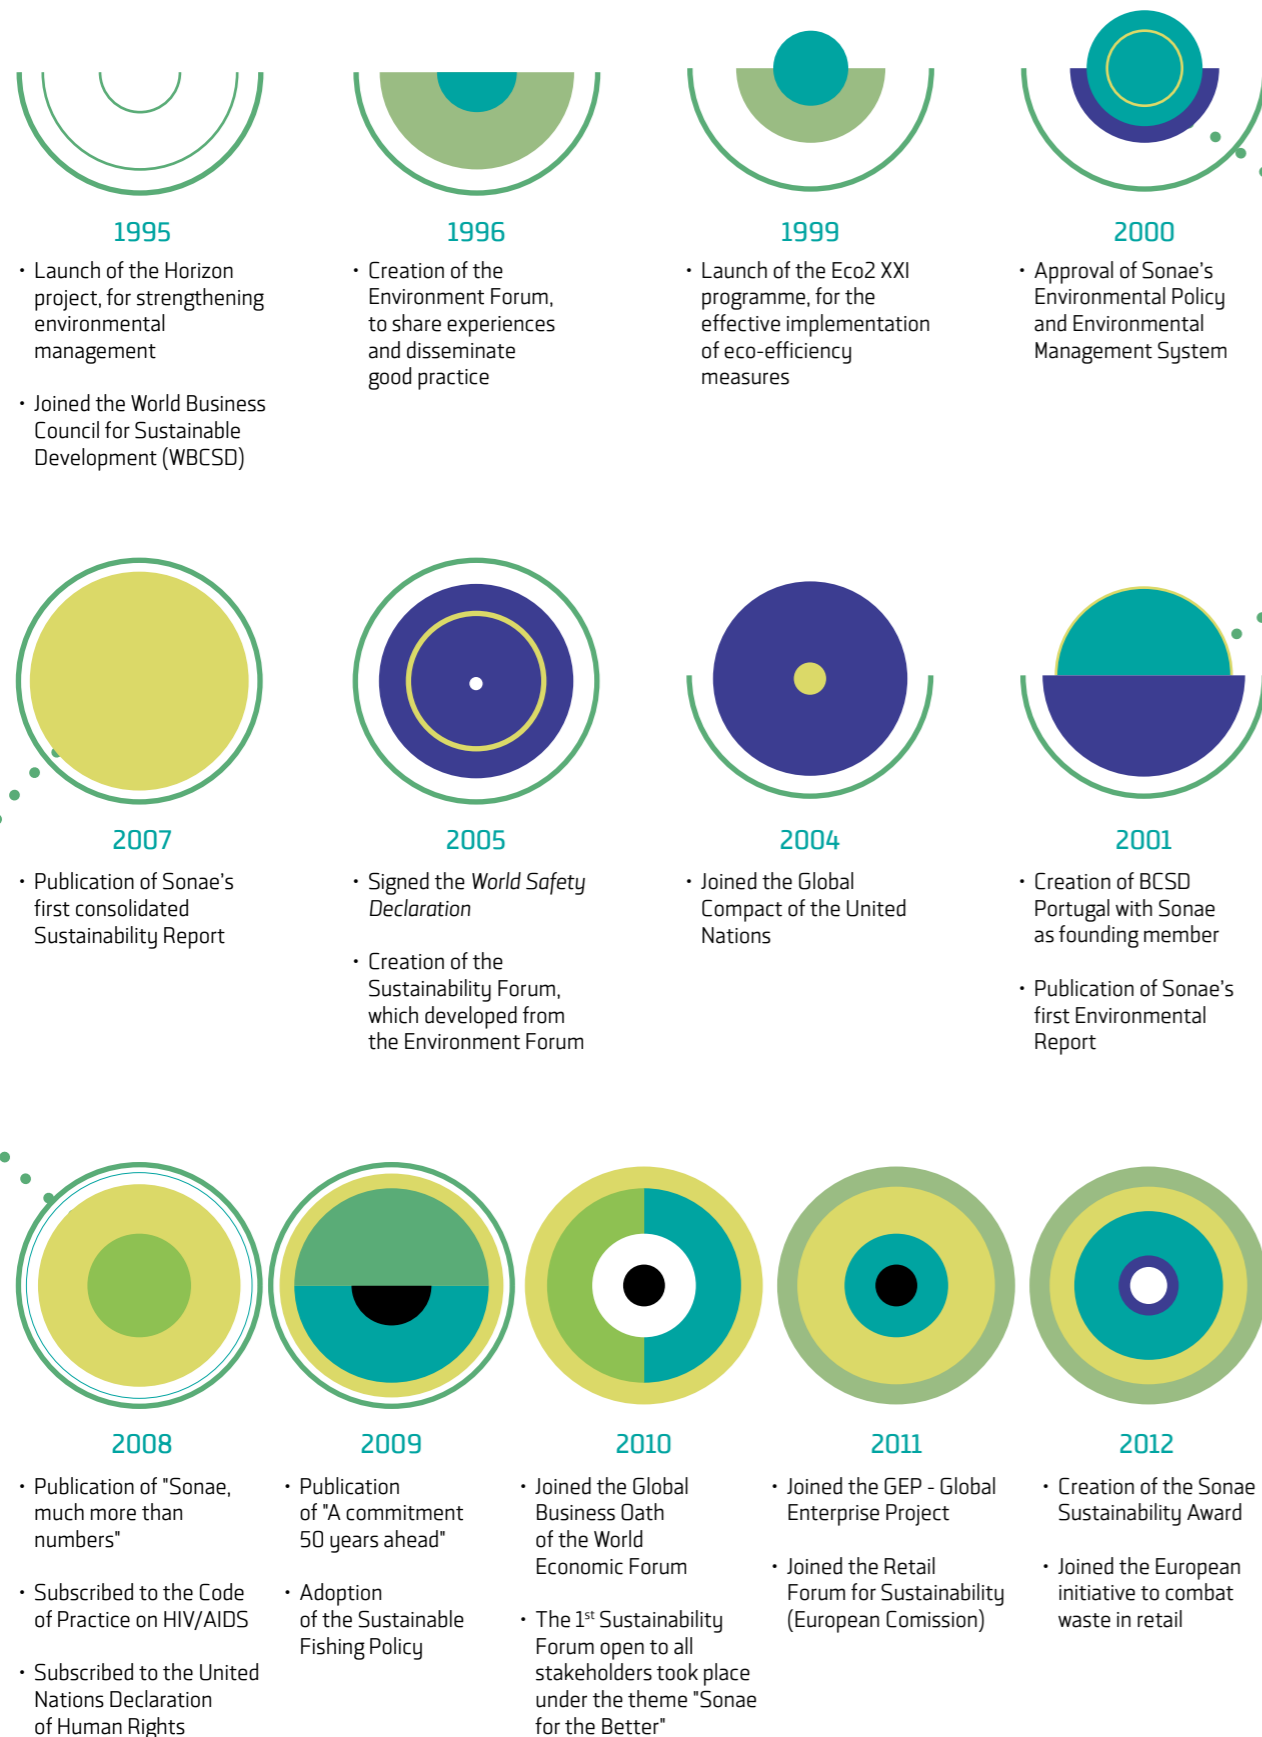 1995
• Launch of the Horizon
project, for strengthening
environmental
management
• Joined the World Business
Council for Sustainable
Development (WBCSD)
1996
• Creation of the
Environment Forum,
to share experiences
and disseminate
good practice
1999
• Launch of the Eco2 XXI
programme, for the
effective implementation
of eco-efficiency
measures
2000
• Approval of Sonae's
Environmental Policy
and Environmental
Management System
2007
• Publication of Sonae's
first consolidated
Sustainability Report
2005
• Signed the World Safety
Declaration
• Creation of the
Sustainability Forum,
which developed from
the Environment Forum
2004
• Joined the Global
Compact of the United
Nations
2001
• Creation of BCSD
Portugal with Sonae
as founding member
• Publication of Sonae's
first Environmental
Report
2008
• Publication of "Sonae,
much more than
numbers"
• Subscribed to the Code
of Practice on HIV/AIDS
• Subscribed to the United
Nations Declaration
of Human Rights
2009
• Publication
of "A commitment
50 years ahead"
• Adoption
of the Sustainable
Fishing Policy
2010
• Joined the Global
Business Oath
of the World
Economic Forum
• The 1st Sustainability
Forum open to all
stakeholders took place
under the theme "Sonae
for the Better"
2011
• Joined the GEP - Global
Enterprise Project
• Joined the Retail
Forum for Sustainability
(European Comission)
2012
• Creation of the Sonae
Sustainability Award
• Joined the European
initiative to combat
waste in retail